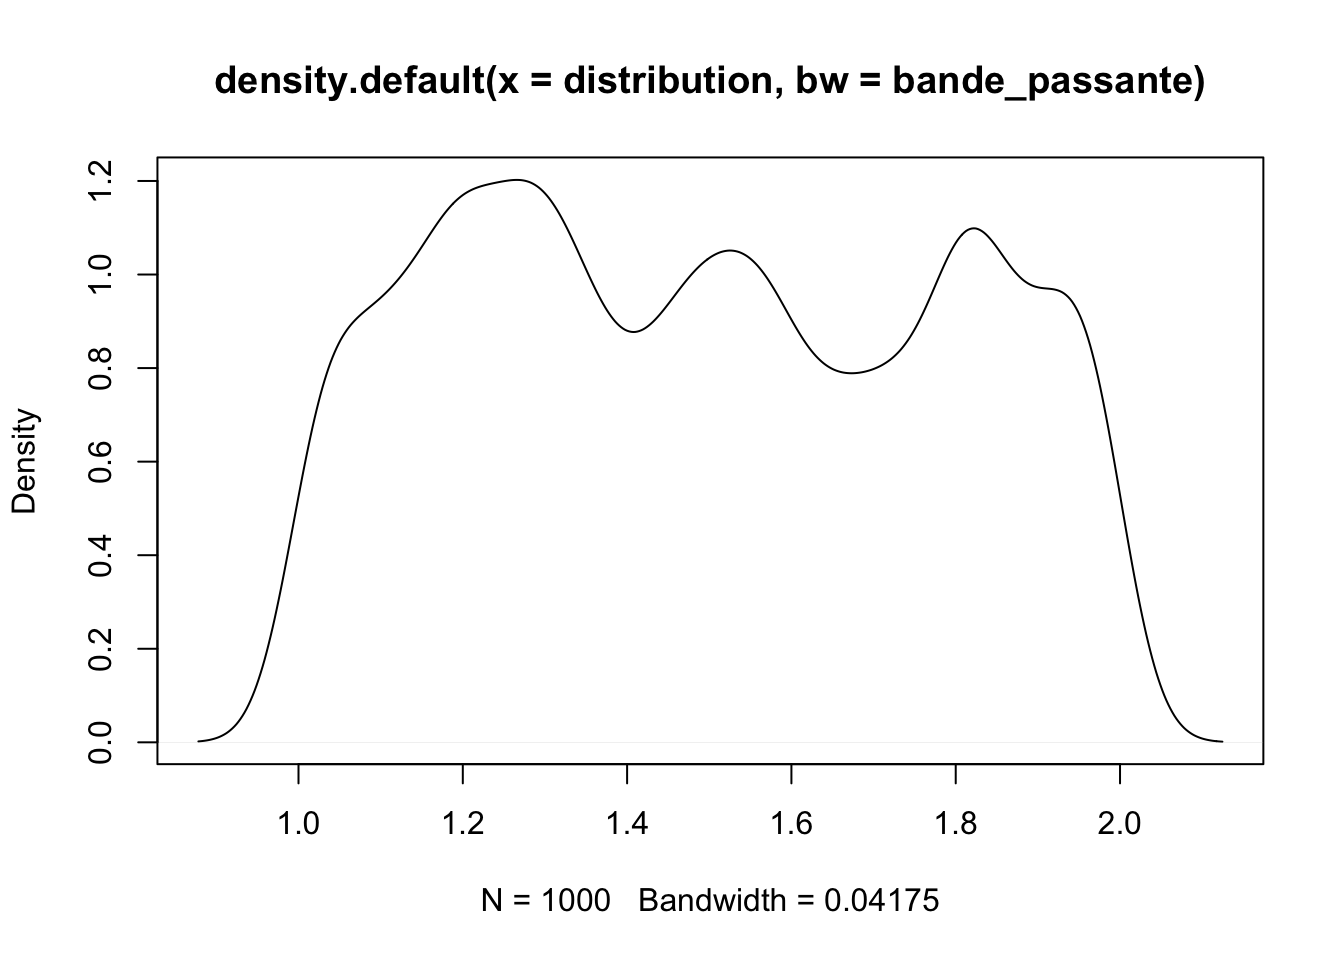 density.default(x = distribution, bw = bande_passante)
Density
1.2
1.0
0.8
0.6
0.4
0.2
0.0
1.0 1.2 1.4 1.6 1.8 2.0
N = 1000 Bandwidth = 0.04175